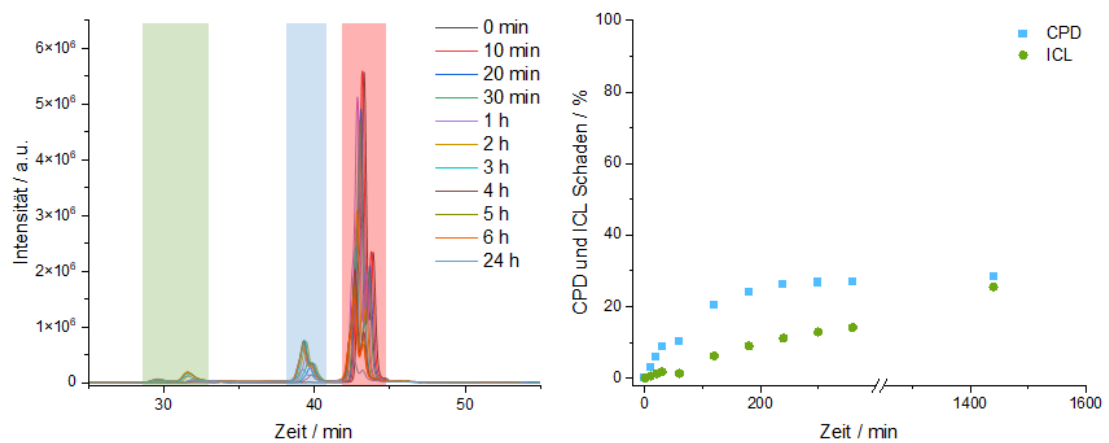 6×10⁶
5×10⁶
4×10⁶
3×10⁶
2×10⁶
1×10⁶
0
Intensität / a.u.
30
40
50
Zeit / min
0 min
10 min
20 min
30 min
1 h
2 h
3 h
4 h
5 h
6 h
24 h
100
80
60
40
20
0
CPD und ICL Schaden / %
CPD
ICL
0
200
1400
1600
Zeit / min